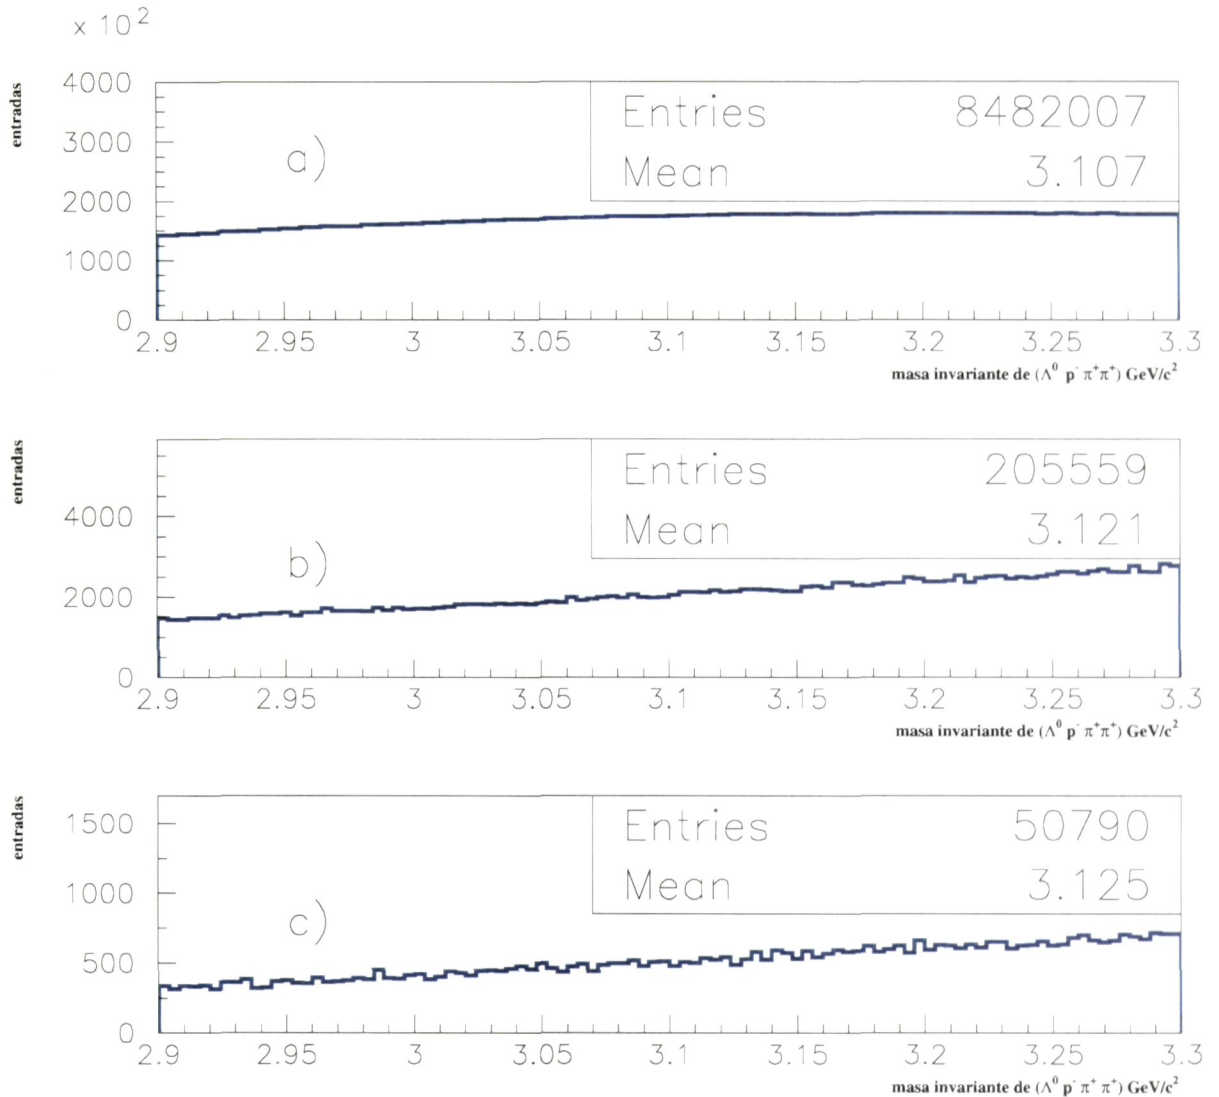 x 10²
entradas
4000
3000
2000
1000
0
a)
Entries 8482007
Mean 3.107
2.9 2.95 3 3.05 3.1 3.15 3.2 3.25 3.3
masa invariante de (Λ⁰ p⁻ π⁺π⁺) GeV/c²
entradas
4000
2000
0
b)
Entries 205559
Mean 3.121
2.9 2.95 3 3.05 3.1 3.15 3.2 3.25 3.3
masa invariante de (Λ⁰ p⁻ π⁺π⁺) GeV/c²
entradas
1500
1000
500
0
c)
Entries 50790
Mean 3.125
2.9 2.95 3 3.05 3.1 3.15 3.2 3.25 3.3
masa invariante de (Λ⁰ p⁻ π⁺ π⁺) GeV/c²